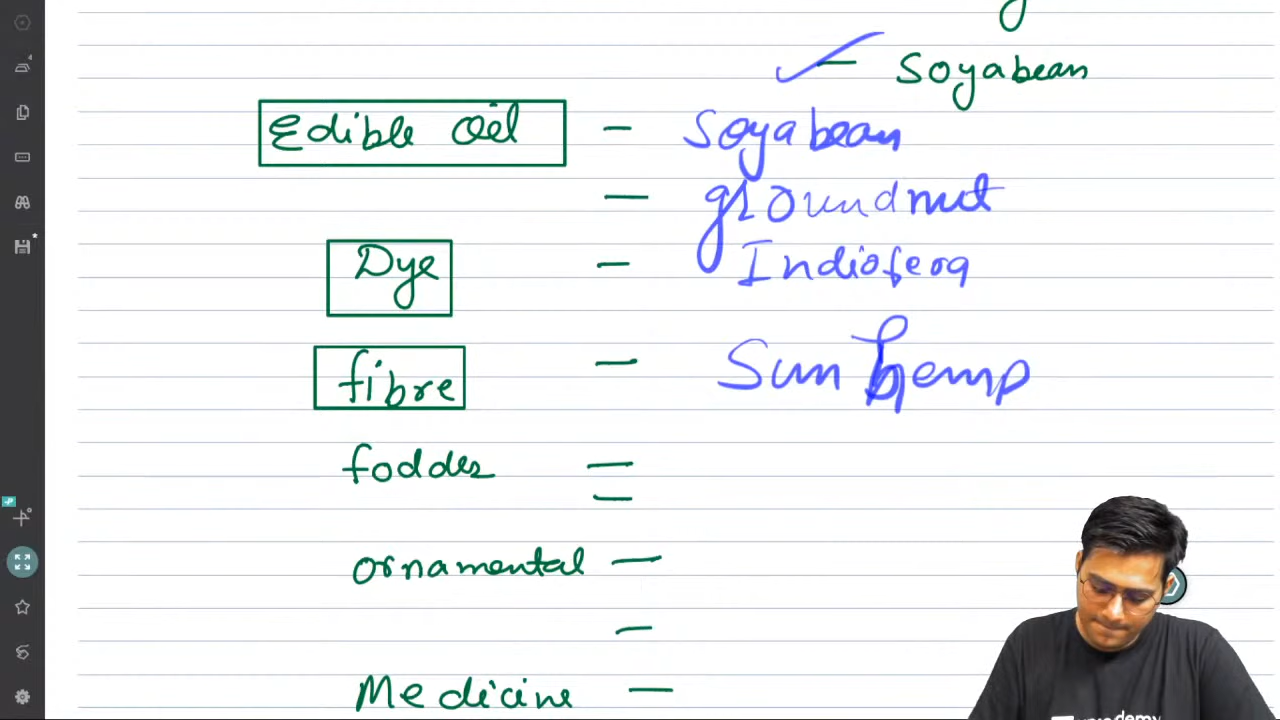 — Soyabean
Edible Oil — Soyabean
— groundnut
Dye — Indiofera
fibre — Sun hemp
fodder =
ornamental —
—
Medicine —